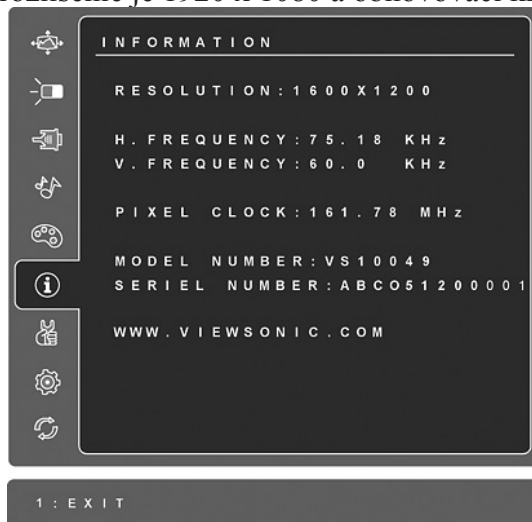 INFORMATION
RESOLUTION:1600X1200
H.FREQUENCY:75.18 KHz
V.FREQUENCY:60.0 KHz
PIXEL CLOCK:161.78 MHz
MODEL NUMBER:VS10049
SERIEL NUMBER:ABCO51200001
WWW.VIEWSONIC.COM
1:EXIT